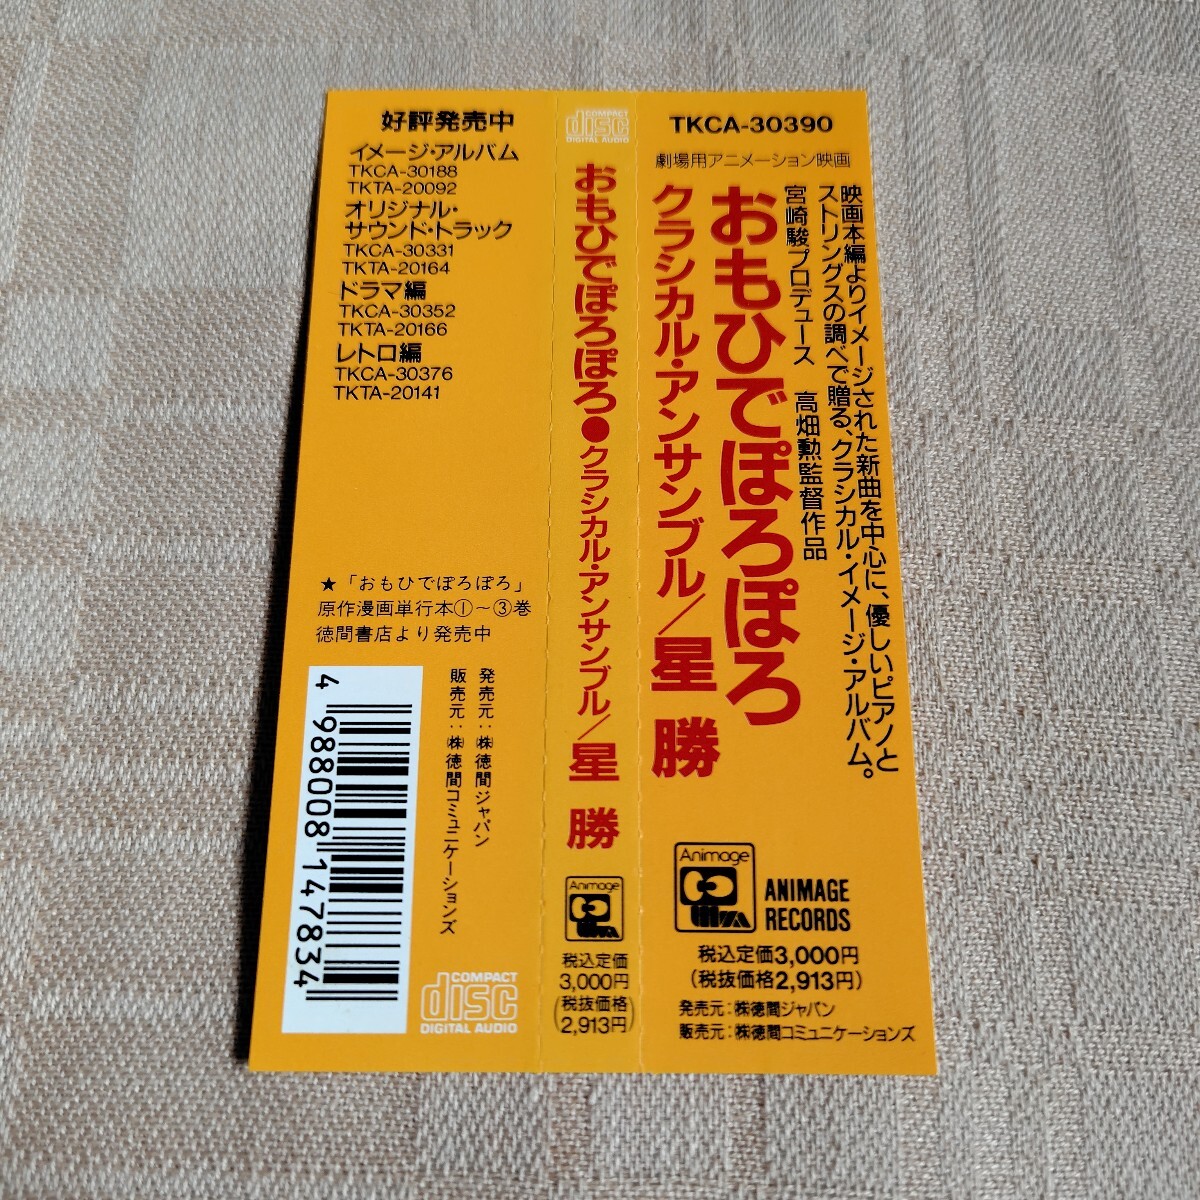 好評発売中
イメージ・アルバム
TKCA-30188
TKTA-20092
オリジナル・
サウンド・トラック
TKCA-30331
TKTA-20164
ドラマ編
TKCA-30352
TKTA-20166
レトロ編
TKCA-30376
TKTA-20141
★「おもひでぽろぽろ」
原作漫画単行本①〜③巻
徳間書店より発売中
発売元：㈱徳間ジャパン
販売元：㈱徳間コミュニケーションズ
4 988008 147834
COMPACT
disc
DIGITAL AUDIO
COMPACT
disc
DIGITAL AUDIO
おもひでぽろぽろ●クラシカル・アンサンブル/星 勝
Animage
税込定価
3,000円
(税抜価格
2,913円)
TKCA-30390
劇場用アニメーション映画
映画本編よりイメージされた新曲を中心に、優しいピアノと
ストリングスの調べで贈る、クラシカル・イメージ・アルバム。
宮崎駿プロデュース 高畑勲監督作品
おもひでぽろぽろ
クラシカル・アンサンブル/星 勝
Animage
ANIMAGE
RECORDS
税込定価3,000円
(税抜価格2,913円)
発売元：㈱徳間ジャパン
販売元：㈱徳間コミュニケーションズ